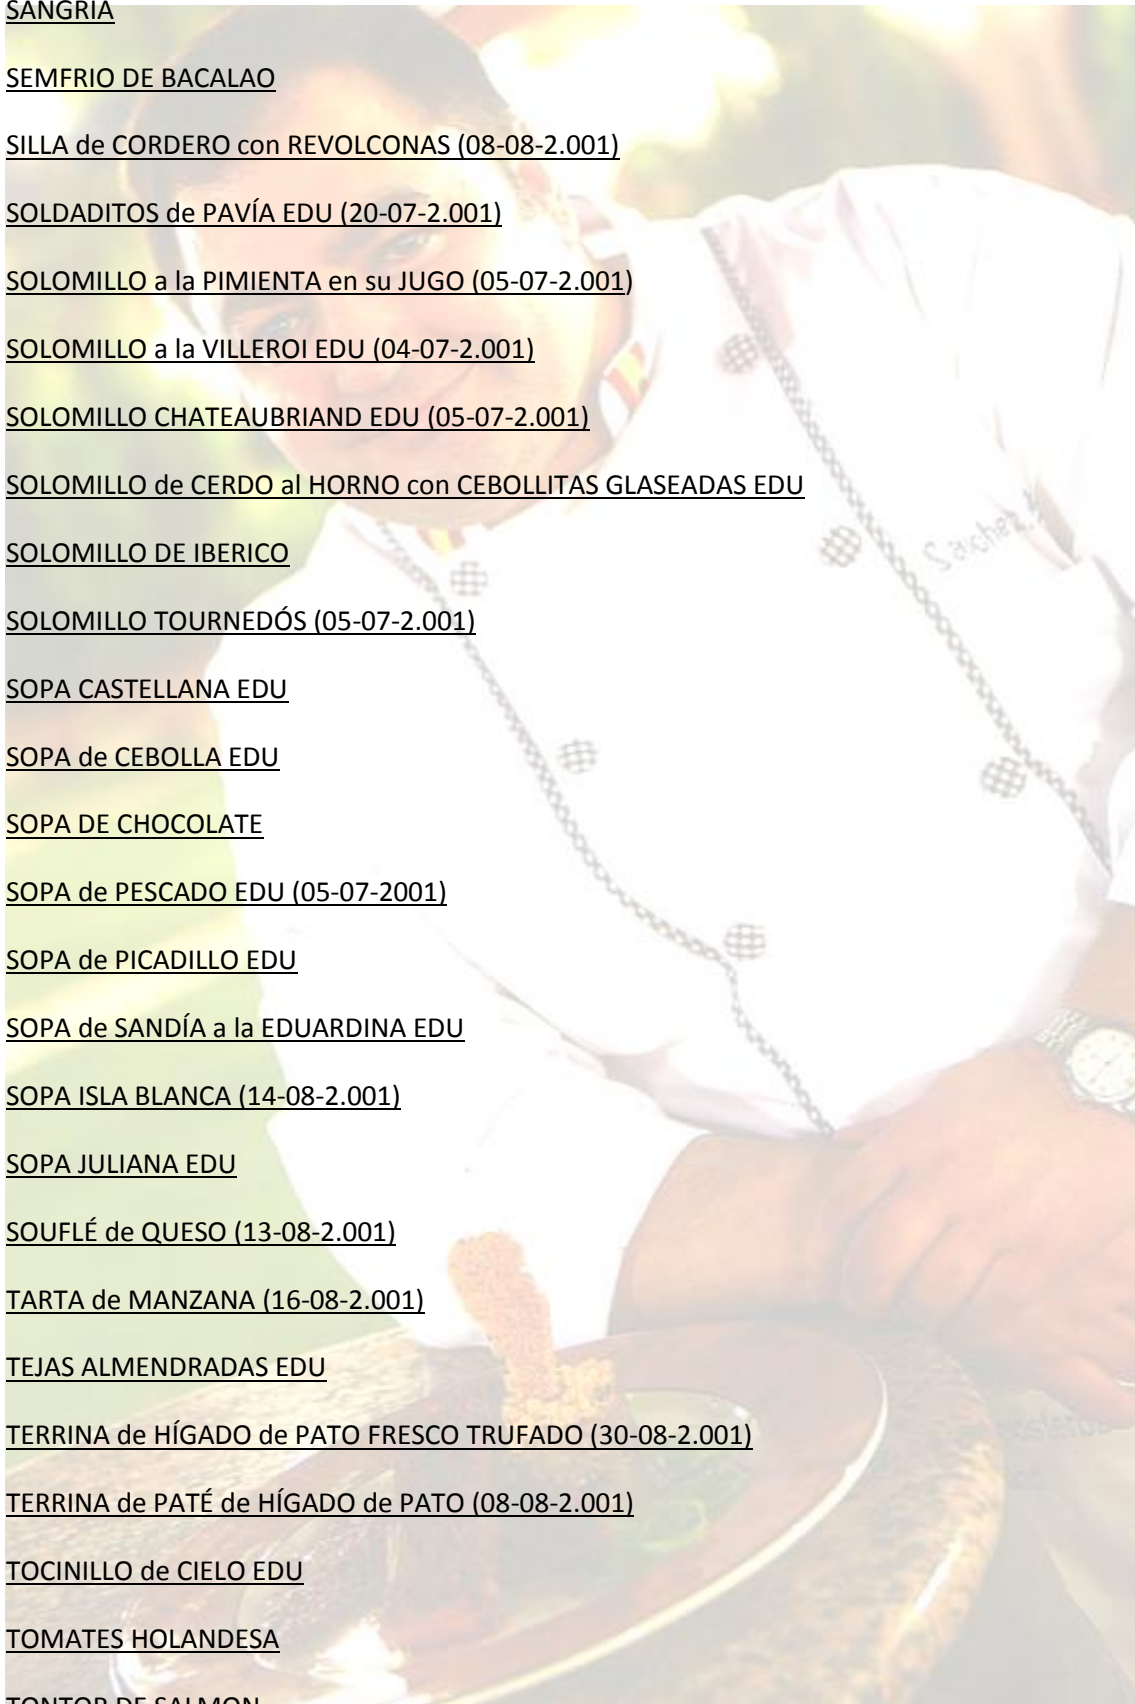 SANGRIA
SEMFRIO DE BACALAO
SILLA de CORDERO con REVOLCONAS (08-08-2.001)
SOLDADITOS de PAVÍA EDU (20-07-2.001)
SOLOMILLO a la PIMIENTA en su JUGO (05-07-2.001)
SOLOMILLO a la VILLEROI EDU (04-07-2.001)
SOLOMILLO CHATEAUBRIAND EDU (05-07-2.001)
SOLOMILLO de CERDO al HORNO con CEBOLLITAS GLASEADAS EDU
SOLOMILLO DE IBERICO
SOLOMILLO TOURNEDÓS (05-07-2.001)
SOPA CASTELLANA EDU
SOPA de CEBOLLA EDU
SOPA DE CHOCOLATE
SOPA de PESCADO EDU (05-07-2001)
SOPA de PICADILLO EDU
SOPA de SANDÍA a la EDUARDINA EDU
SOPA ISLA BLANCA (14-08-2.001)
SOPA JULIANA EDU
SOUFLÉ de QUESO (13-08-2.001)
TARTA de MANZANA (16-08-2.001)
TEJAS ALMENDRADAS EDU
TERRINA de HÍGADO de PATO FRESCO TRUFADO (30-08-2.001)
TERRINA de PATÉ de HÍGADO de PATO (08-08-2.001)
TOCINILLO de CIELO EDU
TOMATES HOLANDESA
DE SALMON